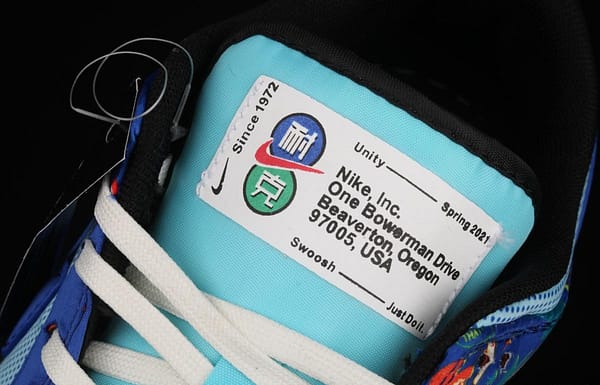 Since 1972
耐
克
Unity Spring 2021
Nike, Inc.
One Bowerman Drive
Beaverton, Oregon
97005, USA
Swoosh Just Do it.